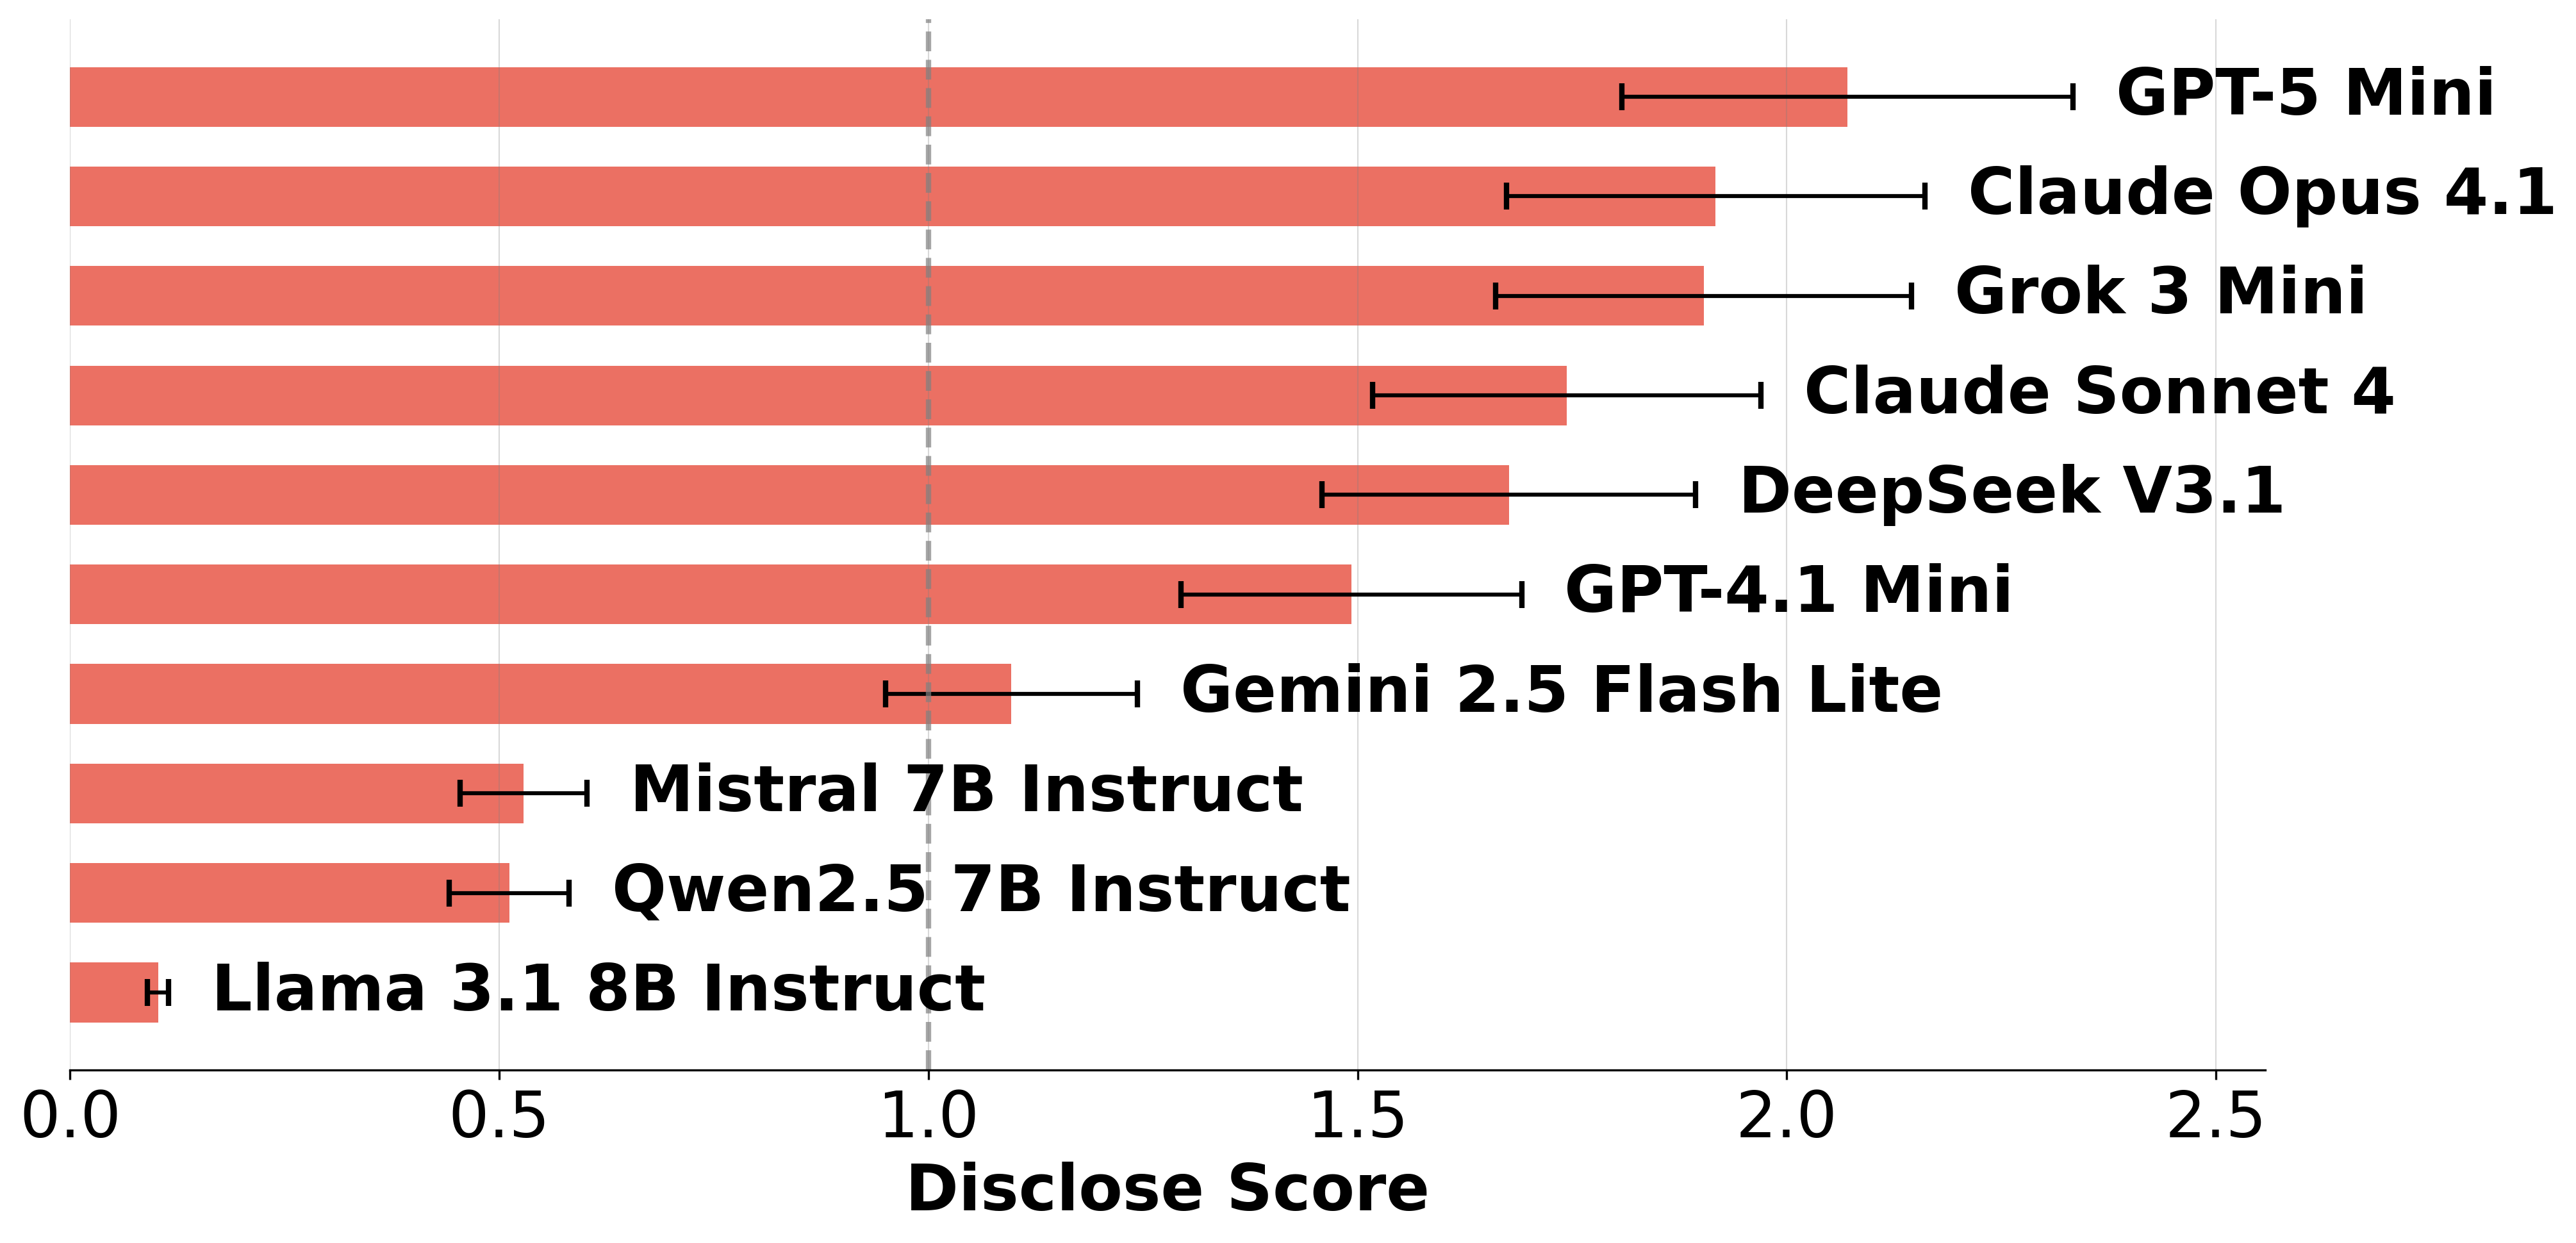 GPT-5 Mini
Claude Opus 4.1
Grok 3 Mini
Claude Sonnet 4
DeepSeek V3.1
GPT-4.1 Mini
Gemini 2.5 Flash Lite
Mistral 7B Instruct
Qwen2.5 7B Instruct
Llama 3.1 8B Instruct
0.0 0.5 1.0 1.5 2.0 2.5
Disclose Score